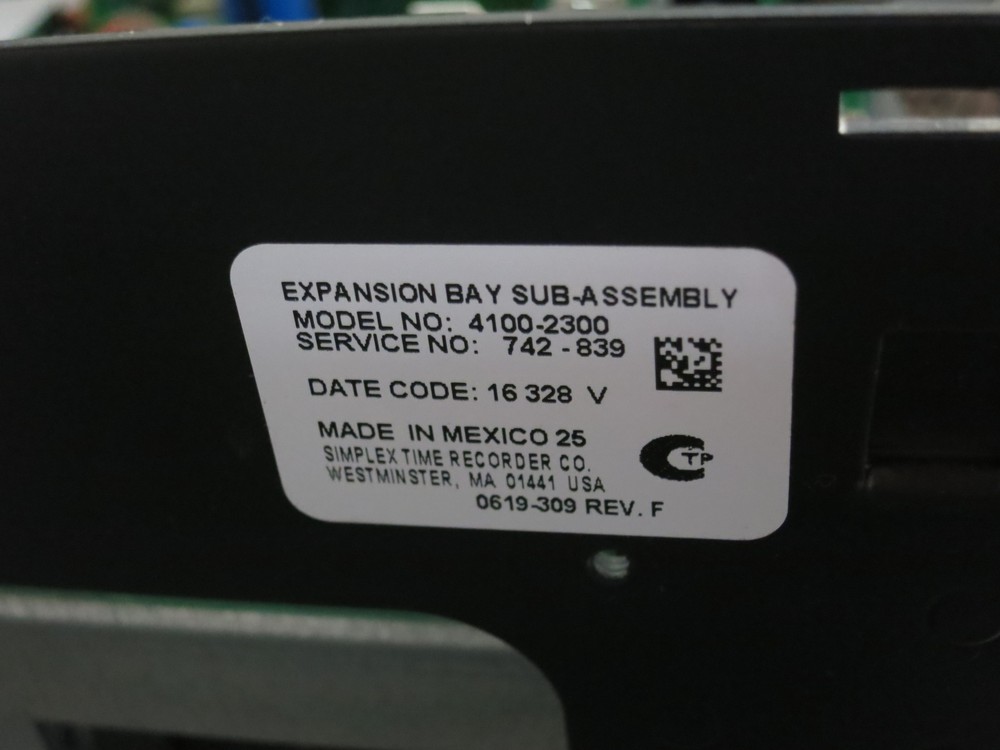 EXPANSION BAY SUB-ASSEMBLY
MODEL NO: 4100-2300
SERVICE NO: 742 - 839
DATE CODE: 16 328 V
MADE IN MEXICO 25
SIMPLEX TIME RECORDER CO.
WESTMINSTER, MA 01441 USA
0619-309 REV. F
CTP